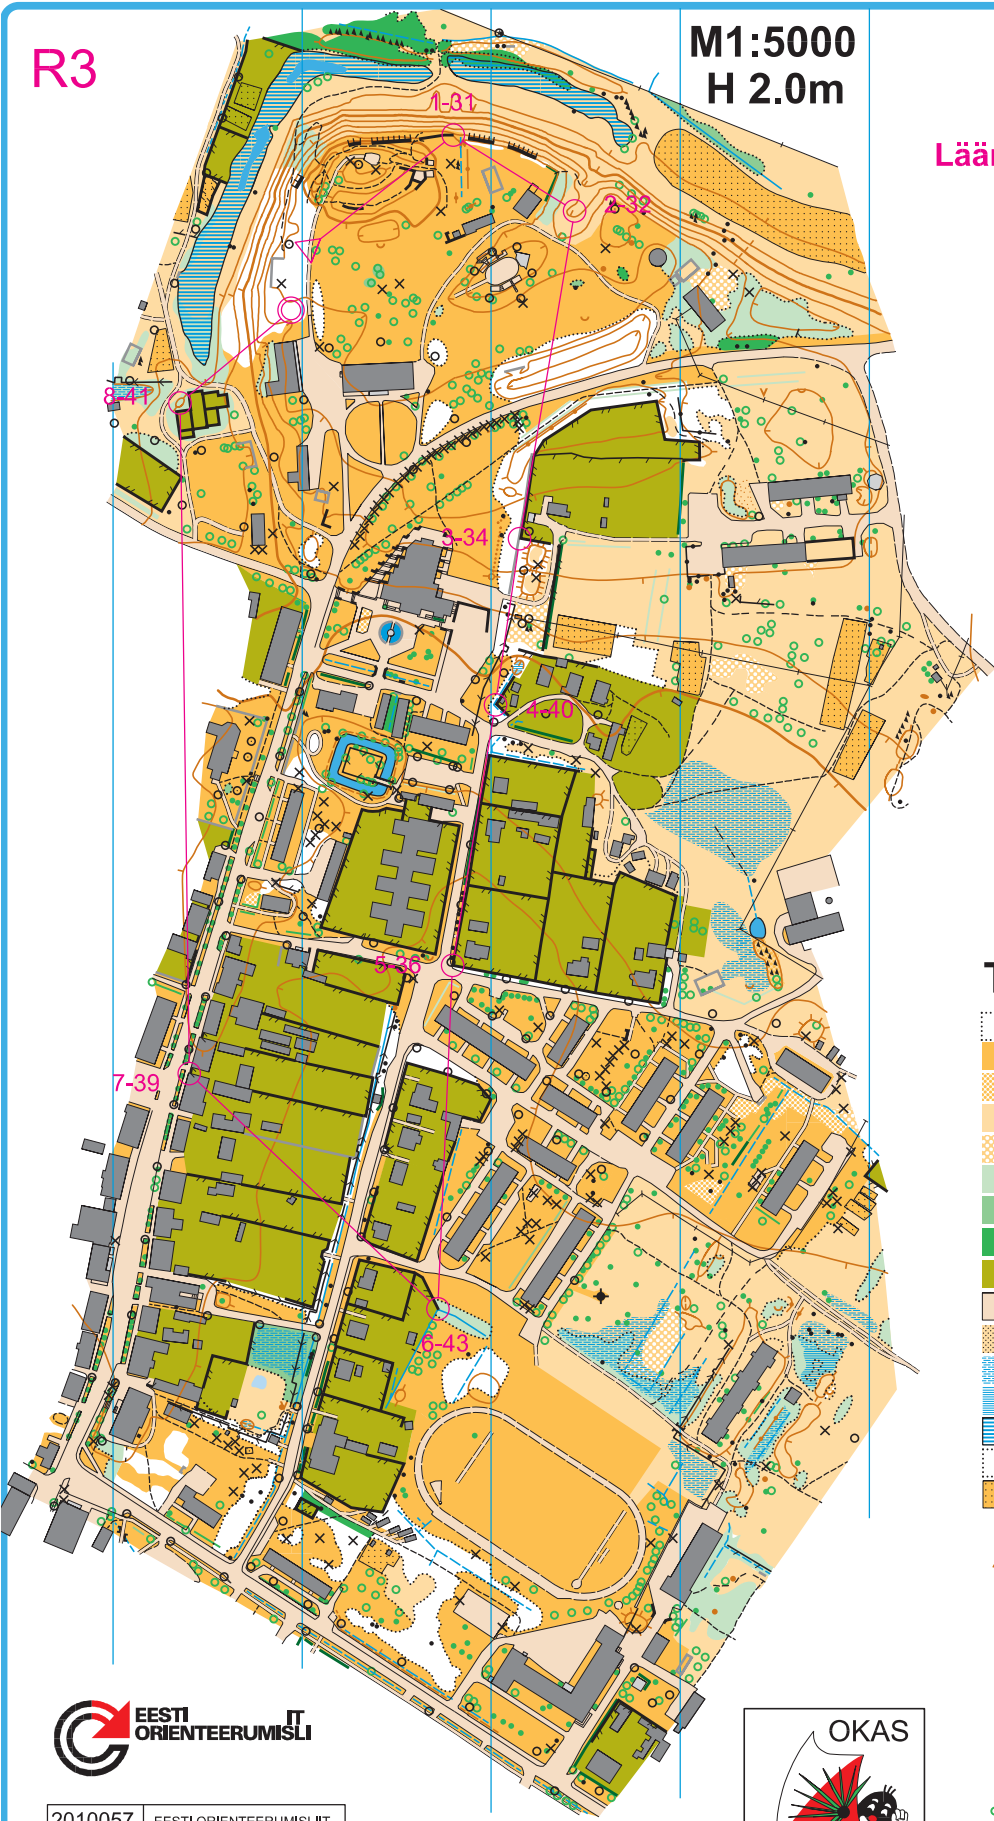 R3
M1:5000
H 2.0m
1-31
2-32
8-41
3-34
4-40
5-36
7-39
6-43
EESTI
ORIENTEERUMISLIIT
OKAS
2010057
EESTI ORIENTEERUMISLIIT